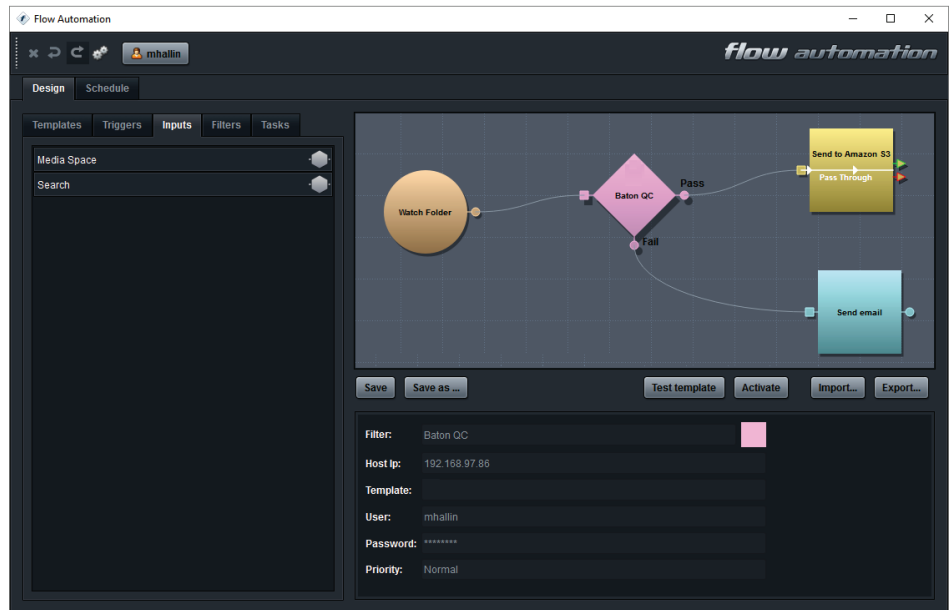 Flow Automation
mhallin
flow automation
Design Schedule
Templates Triggers Inputs Filters Tasks
Media Space
Search
Watch Folder
Baton QC
Pass
Fail
Send to Amazon S3
Pass Through
Send email
Save Save as ... Test template Activate Import... Export...
Filter: Baton QC
Host Ip: 192.168.97.86
Template:
User: mhallin
Password: ********
Priority: Normal